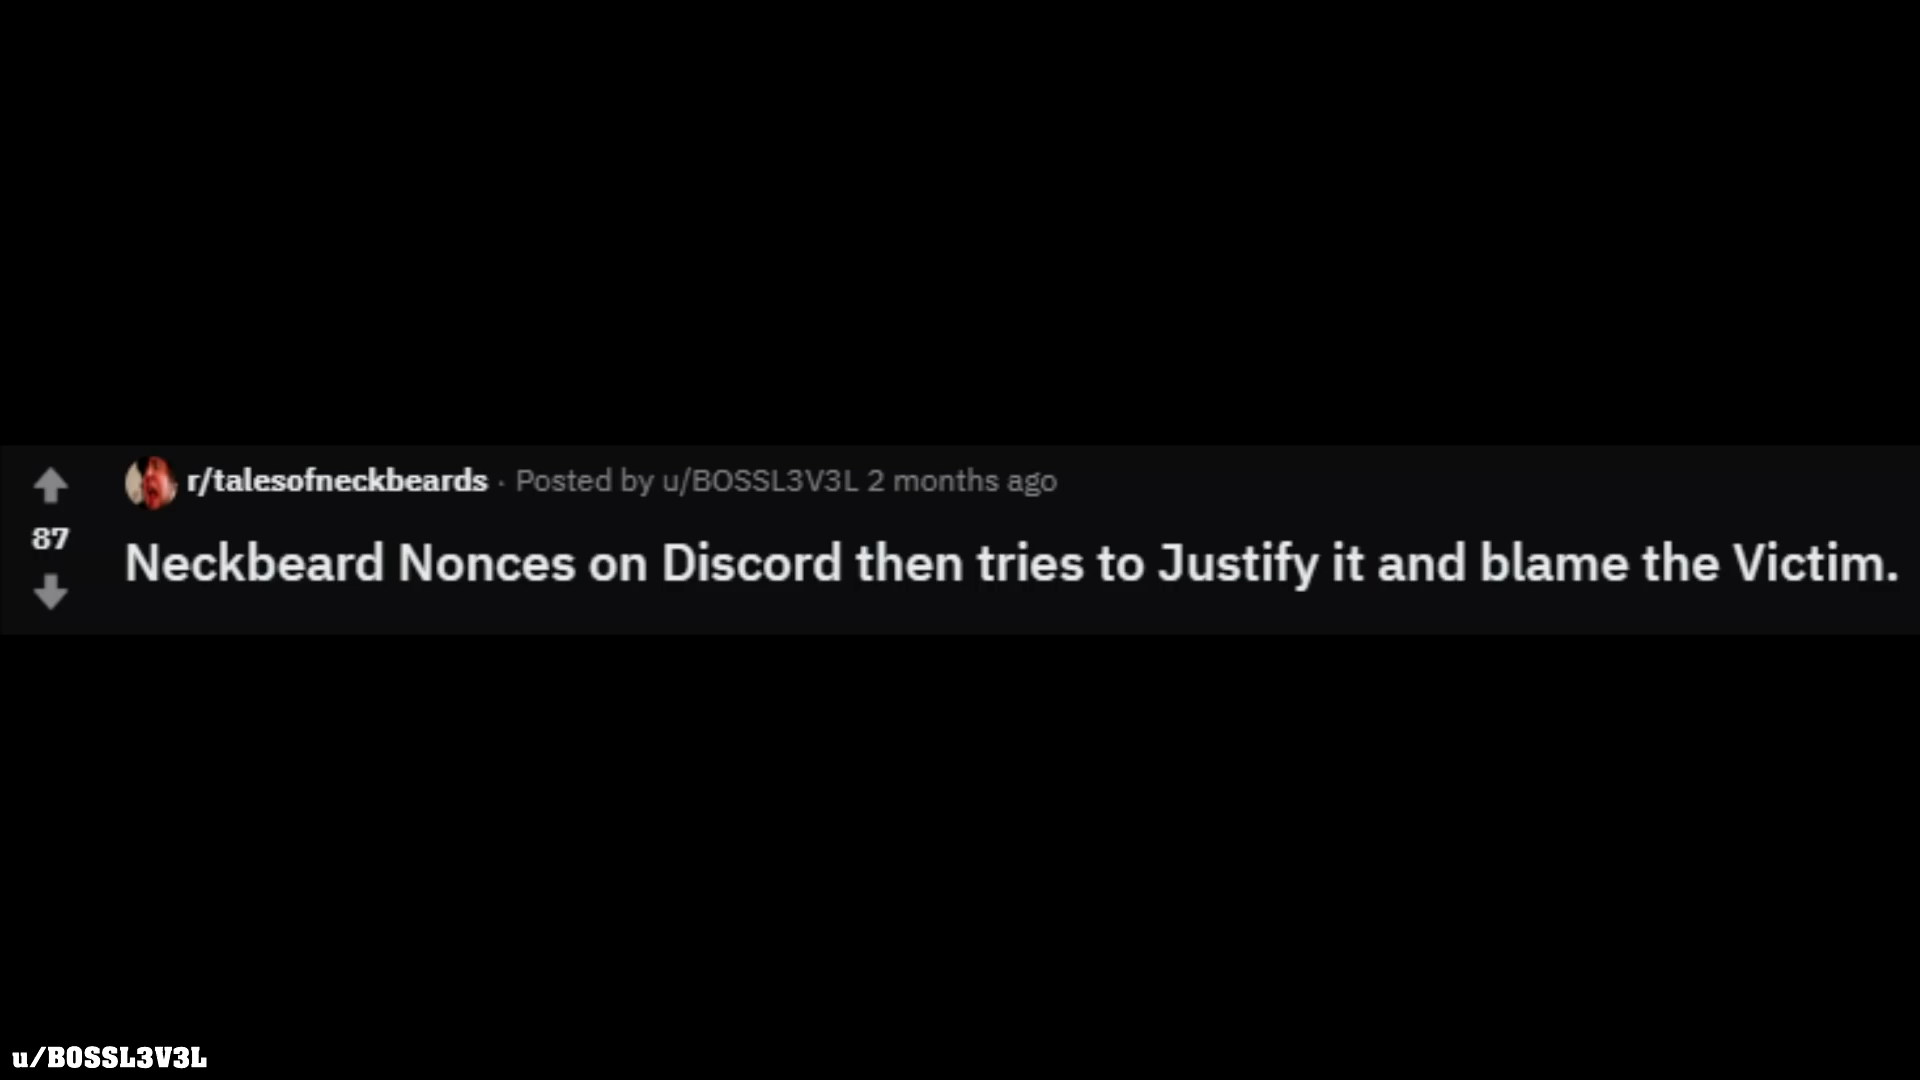 r/talesofneckbeards · Posted by u/BOSSL3V3L 2 months ago
87
Neckbeard Nonces on Discord then tries to Justify it and blame the Victim.
u/BOSSL3V3L